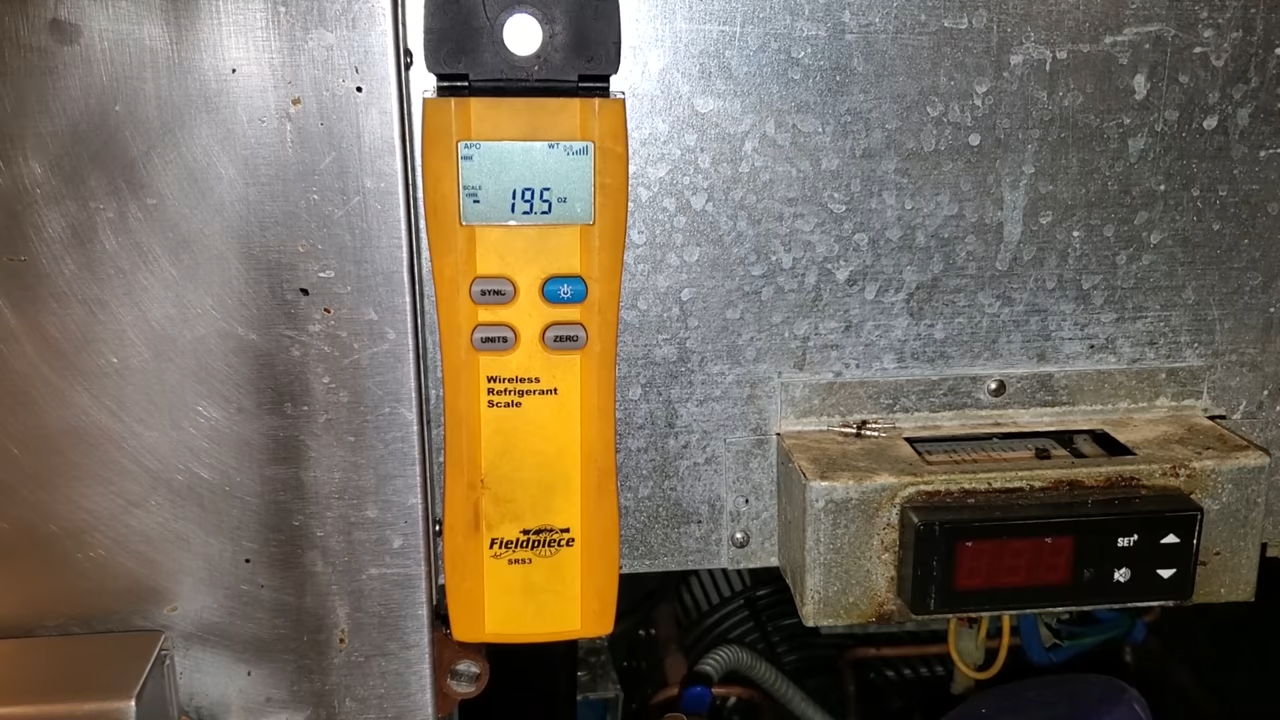 APO WT
SCALE
19.5 oz
SYNC
UNITS ZERO
Wireless
Refrigerant
Scale
Fieldpiece
SRS3
SET